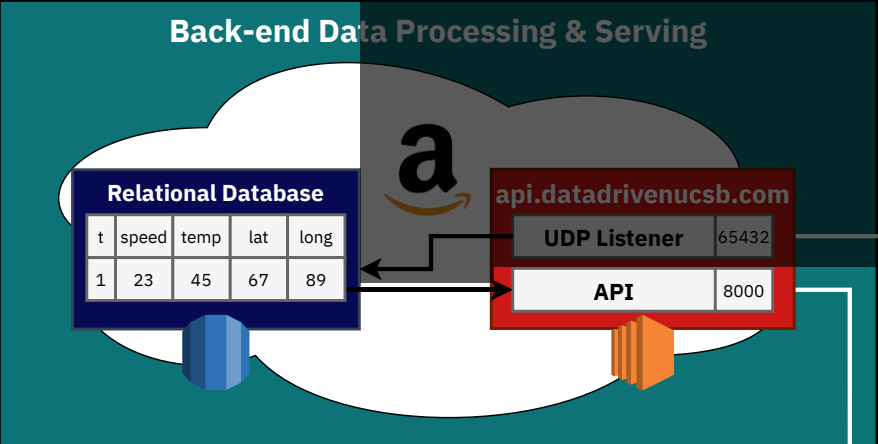 Back-end Data Processing & Serving
Relational Database
t speed temp lat long
1 23 45 67 89
api.datadrivenucsb.com
UDP Listener 65432
API 8000